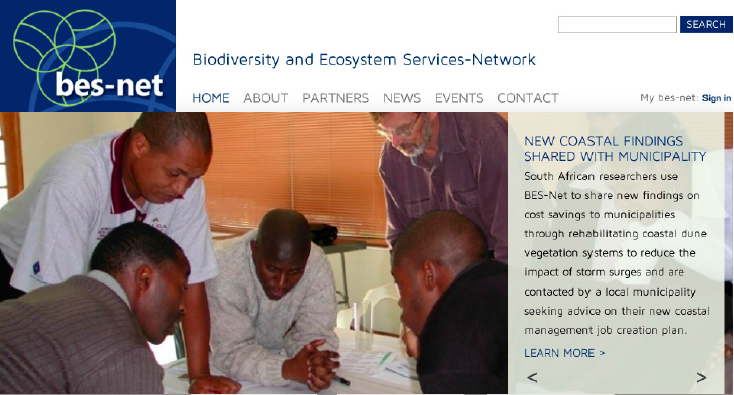 bes-net
SEARCH
Biodiversity and Ecosystem Services-Network
HOME ABOUT PARTNERS NEWS EVENTS CONTACT
My bes-net: Sign in
NEW COASTAL FINDINGS
SHARED WITH MUNICIPALITY
South African researchers use
BES-Net to share new findings on
cost savings to municipalities
through rehabilitating coastal dune
vegetation systems to reduce the
impact of storm surges and are
contacted by a local municipality
seeking advice on their new coastal
management job creation plan.
LEARN MORE >
< >